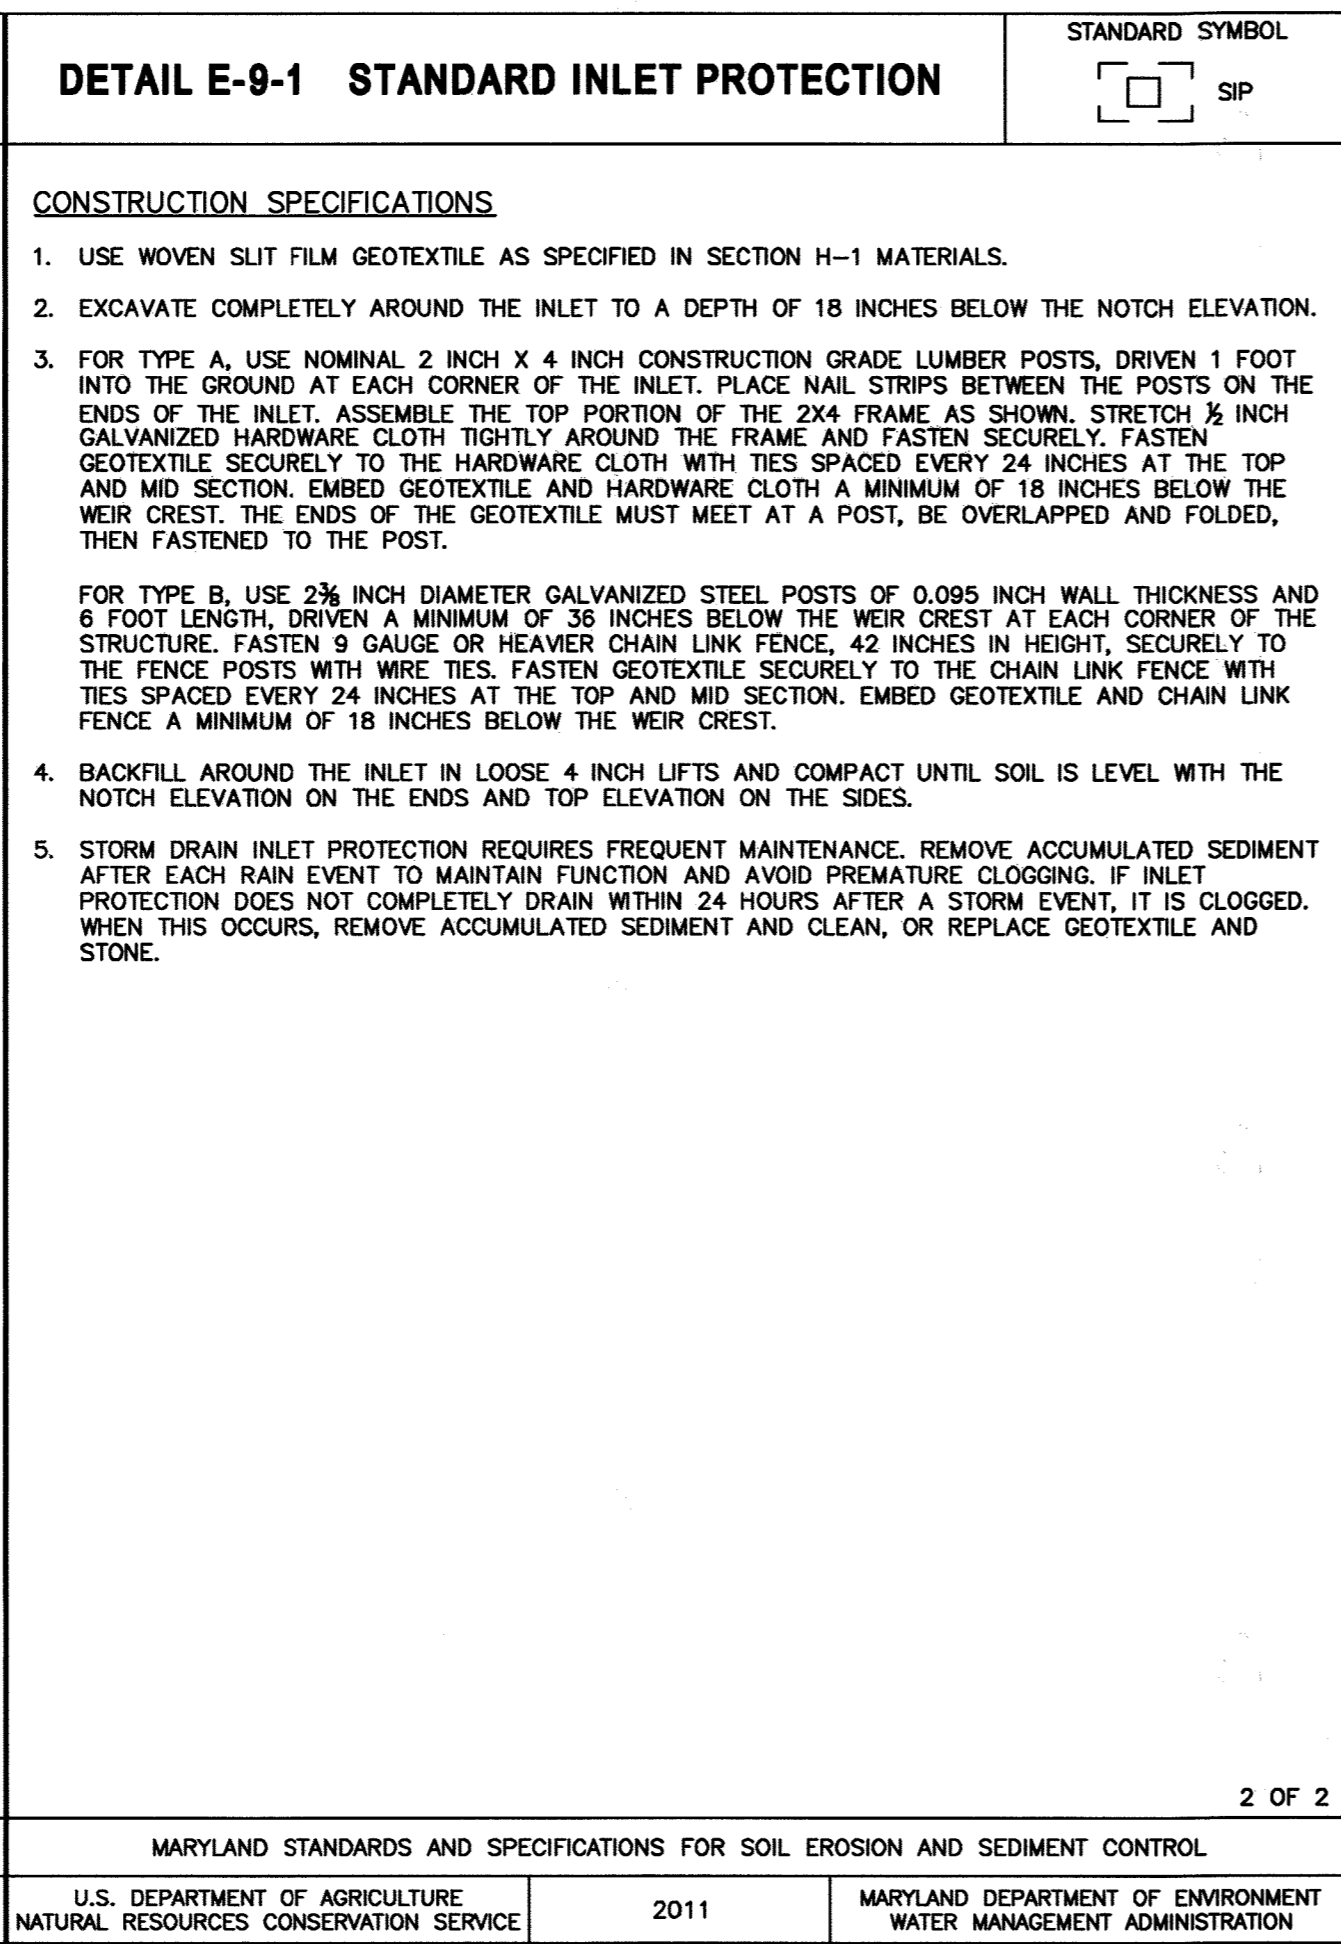 STANDARD SYMBOL
DETAIL E-9-1 STANDARD INLET PROTECTION
SIP
CONSTRUCTION SPECIFICATIONS
1. USE WOVEN SLIT FILM GEOTEXTILE AS SPECIFIED IN SECTION H-1 MATERIALS.
2. EXCAVATE COMPLETELY AROUND THE INLET TO A DEPTH OF 18 INCHES BELOW THE NOTCH ELEVATION.
3. FOR TYPE A, USE NOMINAL 2 INCH X 4 INCH CONSTRUCTION GRADE LUMBER POSTS, DRIVEN 1 FOOT
INTO THE GROUND AT EACH CORNER OF THE INLET. PLACE NAIL STRIPS BETWEEN THE POSTS ON THE
ENDS OF THE INLET. ASSEMBLE THE TOP PORTION OF THE 2X4 FRAME AS SHOWN. STRETCH ½ INCH
GALVANIZED HARDWARE CLOTH TIGHTLY AROUND THE FRAME AND FASTEN SECURELY. FASTEN
GEOTEXTILE SECURELY TO THE HARDWARE CLOTH WITH TIES SPACED EVERY 24 INCHES AT THE TOP
AND MID SECTION. EMBED GEOTEXTILE AND HARDWARE CLOTH A MINIMUM OF 18 INCHES BELOW THE
WEIR CREST. THE ENDS OF THE GEOTEXTILE MUST MEET AT A POST, BE OVERLAPPED AND FOLDED,
THEN FASTENED TO THE POST.
FOR TYPE B, USE 2⅜ INCH DIAMETER GALVANIZED STEEL POSTS OF 0.095 INCH WALL THICKNESS AND
6 FOOT LENGTH, DRIVEN A MINIMUM OF 36 INCHES BELOW THE WEIR CREST AT EACH CORNER OF THE
STRUCTURE. FASTEN 9 GAUGE OR HEAVIER CHAIN LINK FENCE, 42 INCHES IN HEIGHT, SECURELY TO
THE FENCE POSTS WITH WIRE TIES. FASTEN GEOTEXTILE SECURELY TO THE CHAIN LINK FENCE WITH
TIES SPACED EVERY 24 INCHES AT THE TOP AND MID SECTION. EMBED GEOTEXTILE AND CHAIN LINK
FENCE A MINIMUM OF 18 INCHES BELOW THE WEIR CREST.
4. BACKFILL AROUND THE INLET IN LOOSE 4 INCH LIFTS AND COMPACT UNTIL SOIL IS LEVEL WITH THE
NOTCH ELEVATION ON THE ENDS AND TOP ELEVATION ON THE SIDES.
5. STORM DRAIN INLET PROTECTION REQUIRES FREQUENT MAINTENANCE. REMOVE ACCUMULATED SEDIMENT
AFTER EACH RAIN EVENT TO MAINTAIN FUNCTION AND AVOID PREMATURE CLOGGING. IF INLET
PROTECTION DOES NOT COMPLETELY DRAIN WITHIN 24 HOURS AFTER A STORM EVENT, IT IS CLOGGED.
WHEN THIS OCCURS, REMOVE ACCUMULATED SEDIMENT AND CLEAN, OR REPLACE GEOTEXTILE AND
STONE.
2 OF 2
MARYLAND STANDARDS AND SPECIFICATIONS FOR SOIL EROSION AND SEDIMENT CONTROL
U.S. DEPARTMENT OF AGRICULTURE
NATURAL RESOURCES CONSERVATION SERVICE
2011
MARYLAND DEPARTMENT OF ENVIRONMENT
WATER MANAGEMENT ADMINISTRATION